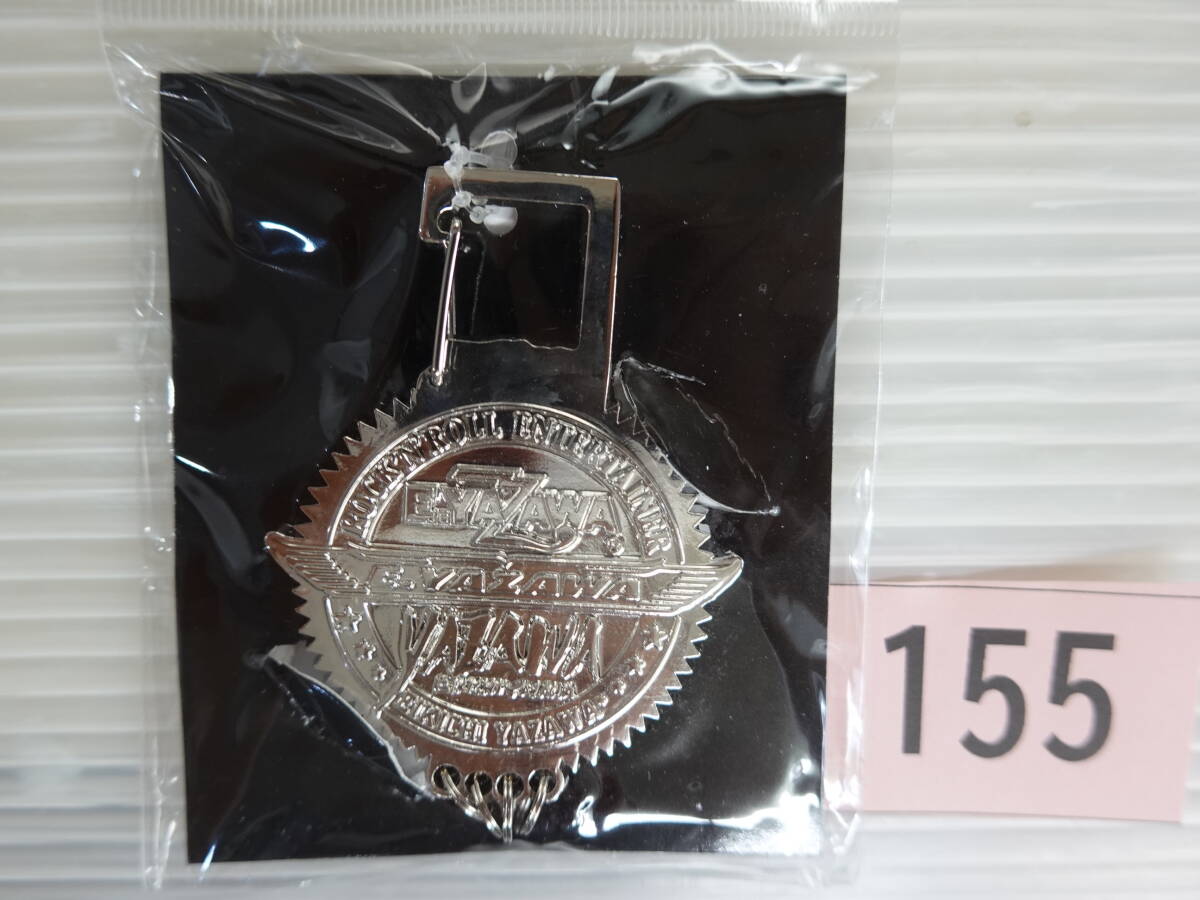 ROCK'N'ROLL ENTERTAINER
E.YAZAWA
E.YAZAWA
YAZAWA
EIKICHI YAZAWA
155